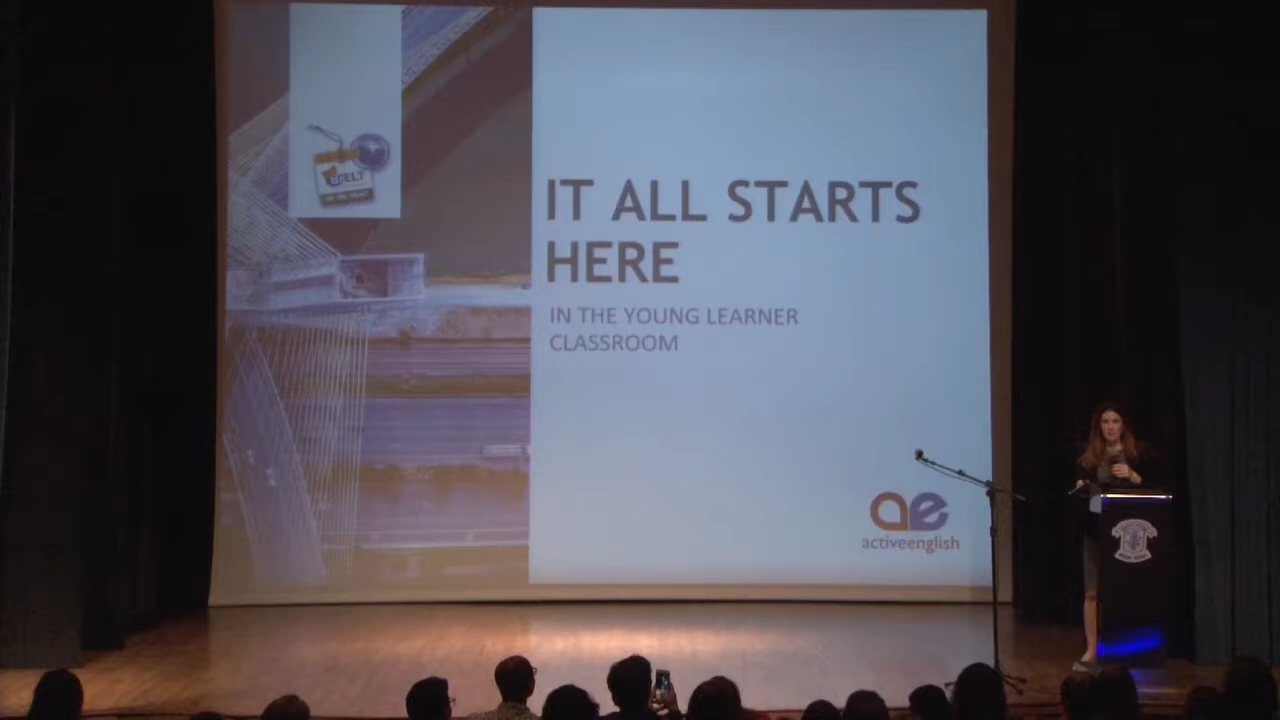 IT ALL STARTS
HERE
IN THE YOUNG LEARNER
CLASSROOM
ae
activeenglish